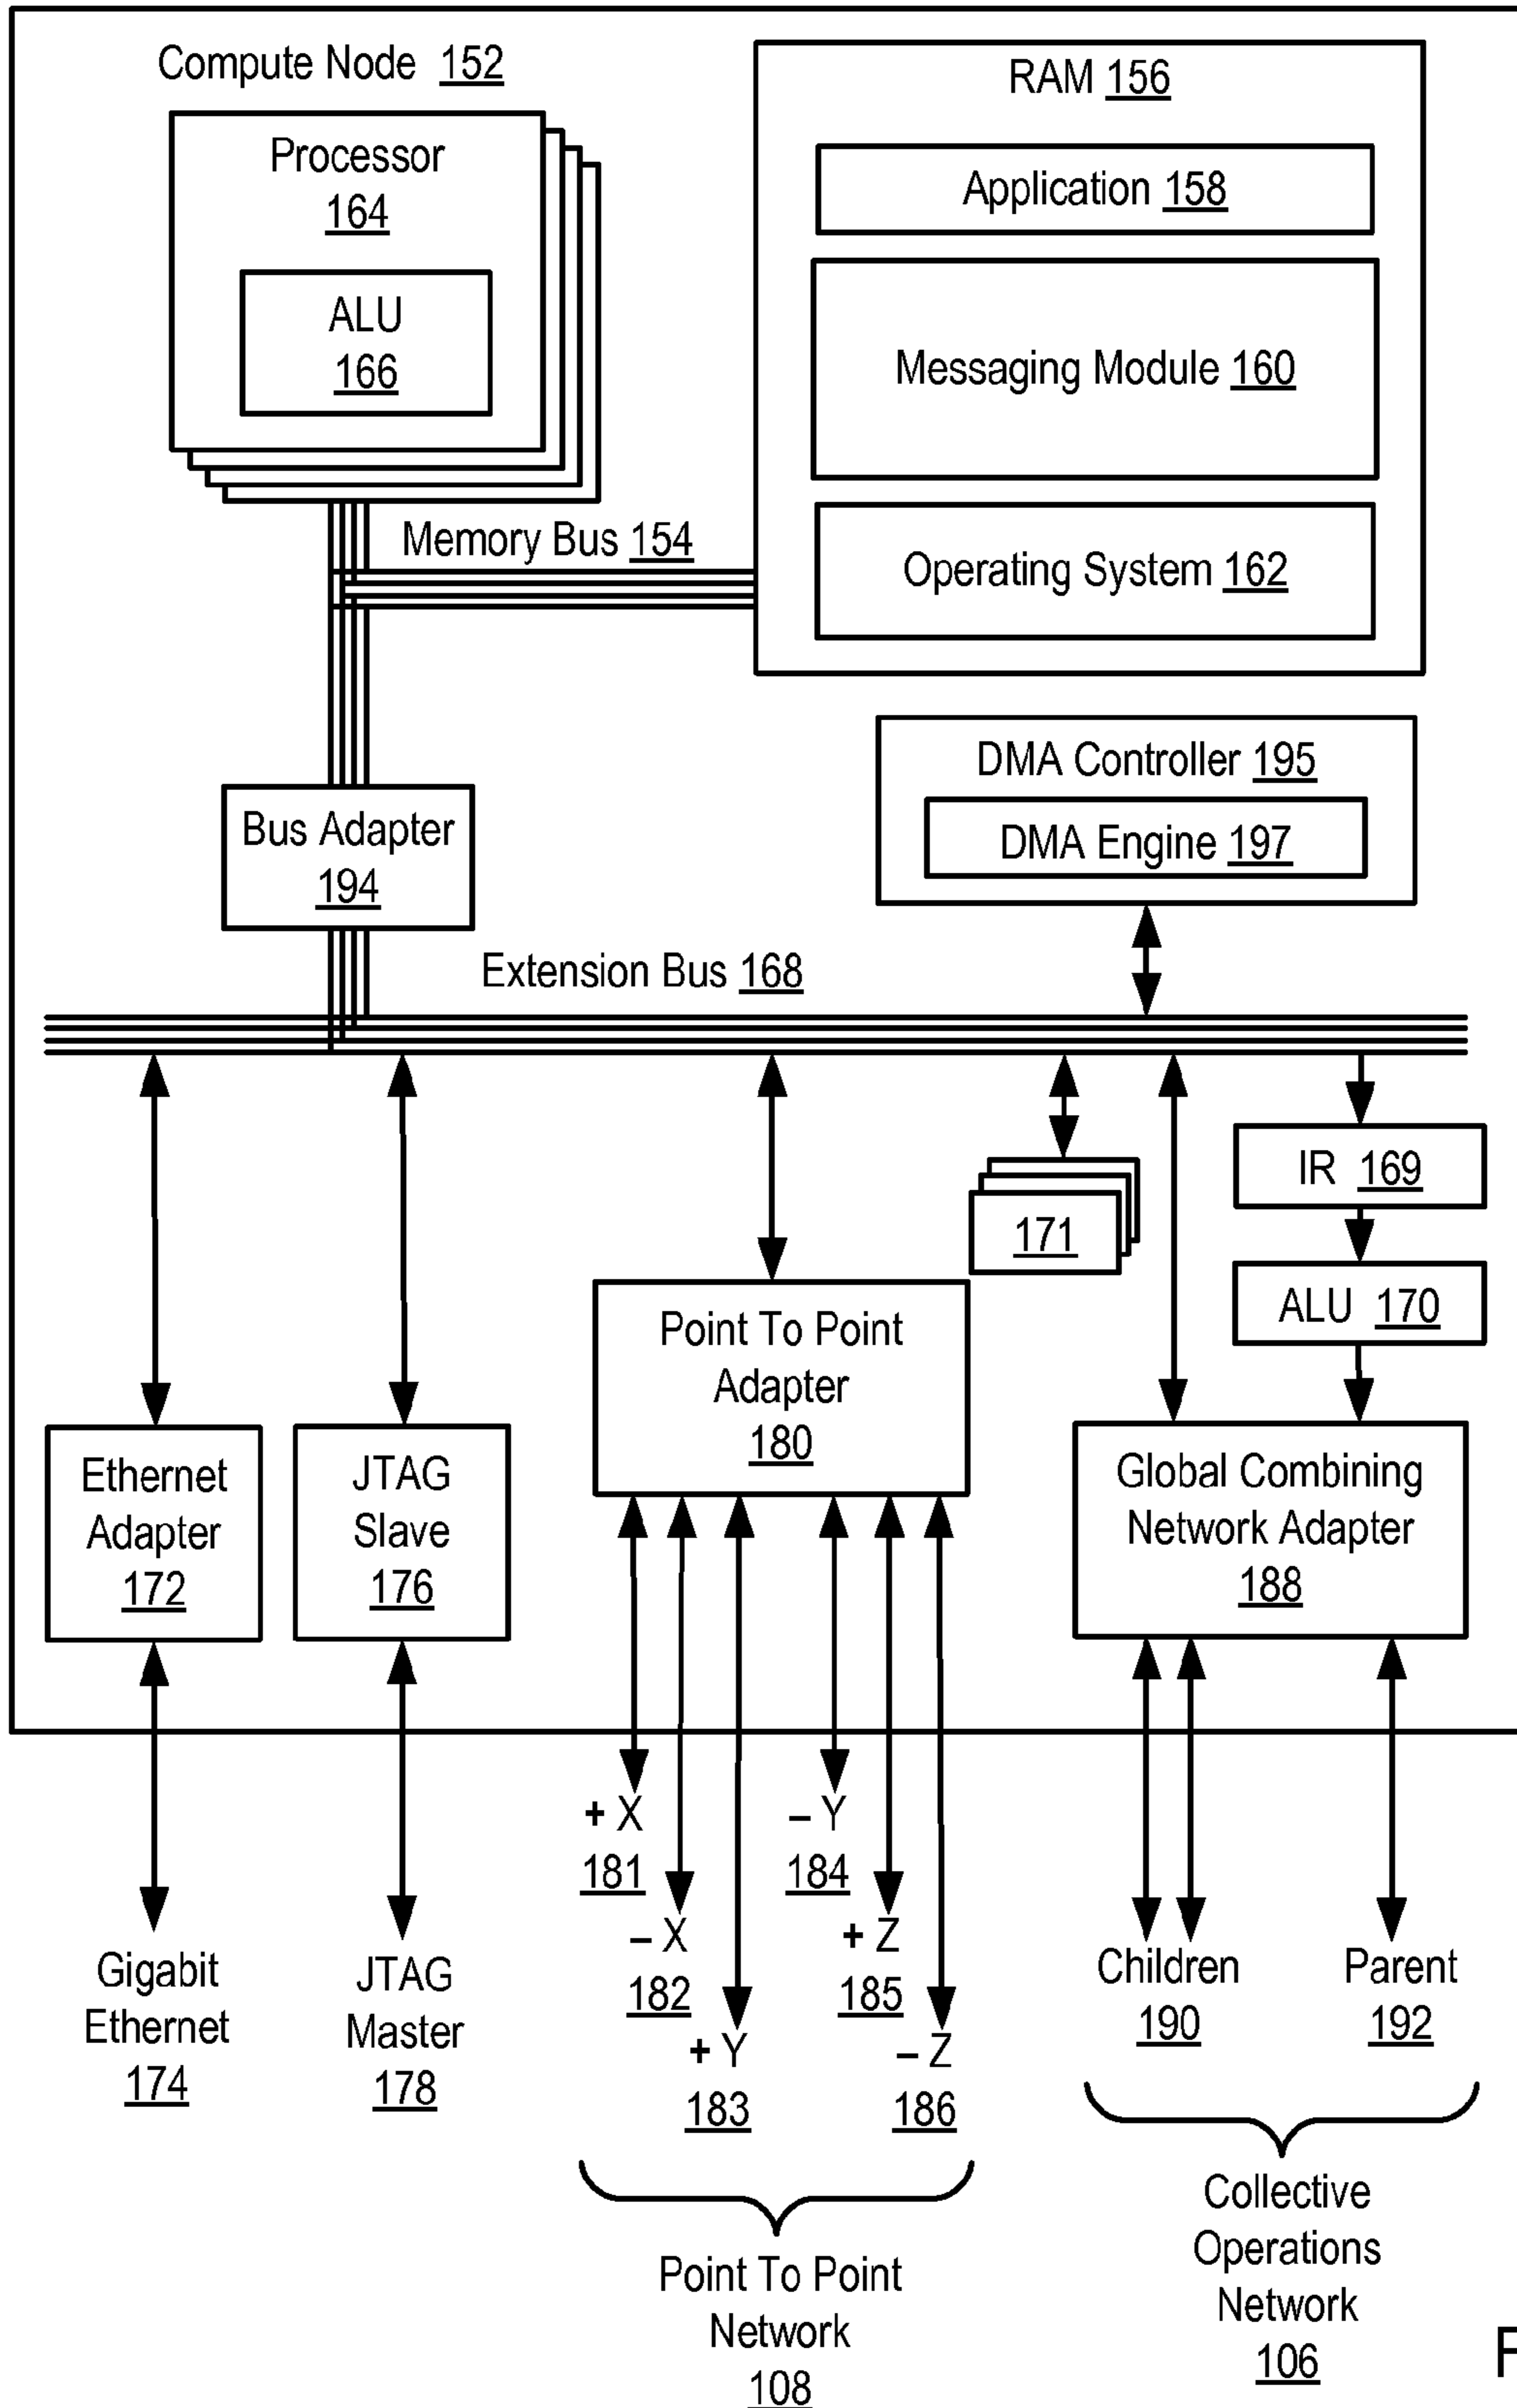 Compute Node 152
Processor
164
ALU
166
RAM 156
Application 158
Messaging Module 160
Operating System 162
Memory Bus 154
DMA Controller 195
DMA Engine 197
Bus Adapter
194
Extension Bus 168
IR 169
171
ALU 170
Point To Point
Adapter
180
Ethernet
Adapter
172
JTAG
Slave
176
Global Combining
Network Adapter
188
+ X
181
– X
182
+ Y
183
– Y
184
+ Z
185
– Z
186
Gigabit
Ethernet
174
JTAG
Master
178
Children
190
Parent
192
Point To Point
Network
108
Collective
Operations
Network
106
F